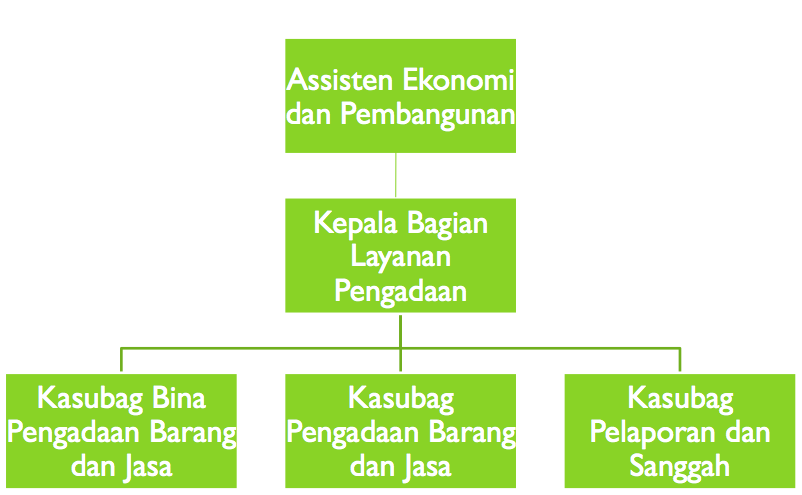 Assisten Ekonomi
dan Pembangunan
Kepala Bagian
Layanan
Pengadaan
Kasubag Bina
Pengadaan Barang
dan Jasa
Kasubag
Pengadaan Barang
dan Jasa
Kasubag
Pelaporan dan
Sanggah